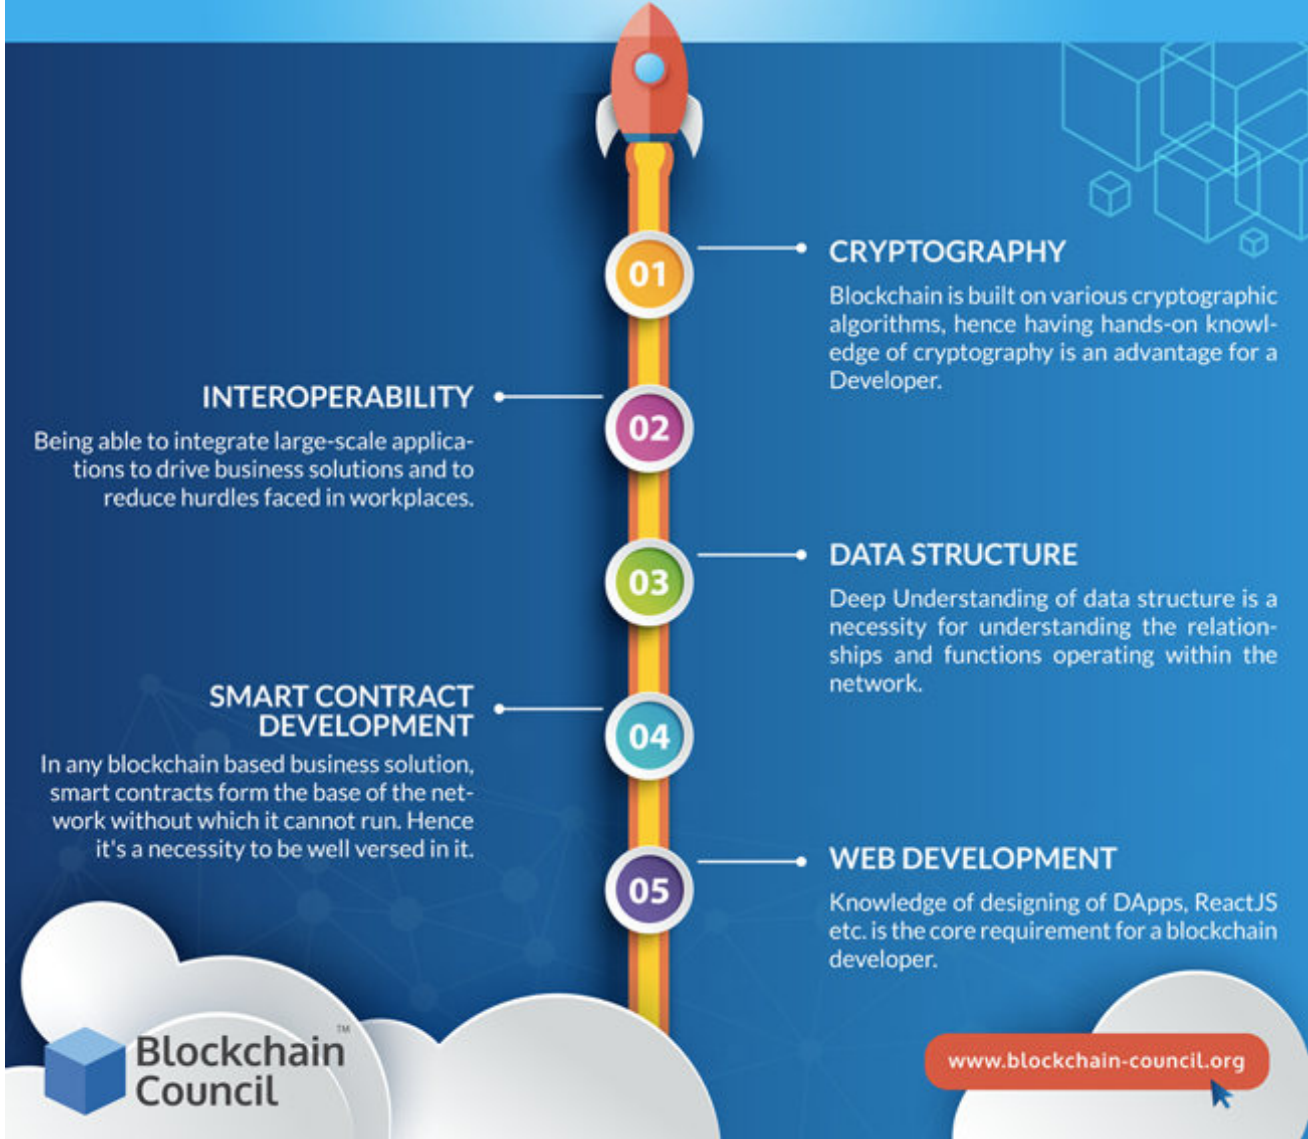 01
CRYPTOGRAPHY
Blockchain is built on various cryptographic
algorithms, hence having hands-on knowl-
edge of cryptography is an advantage for a
Developer.
INTEROPERABILITY
02
Being able to integrate large-scale applica-
tions to drive business solutions and to
reduce hurdles faced in workplaces.
03
DATA STRUCTURE
Deep Understanding of data structure is a
necessity for understanding the relation-
ships and functions operating within the
network.
SMART CONTRACT
DEVELOPMENT
04
In any blockchain based business solution,
smart contracts form the base of the net-
work without which it cannot run. Hence
it's a necessity to be well versed in it.
05
WEB DEVELOPMENT
Knowledge of designing of DApps, ReactJS
etc. is the core requirement for a blockchain
developer.
Blockchain™
Council
www.blockchain-council.org